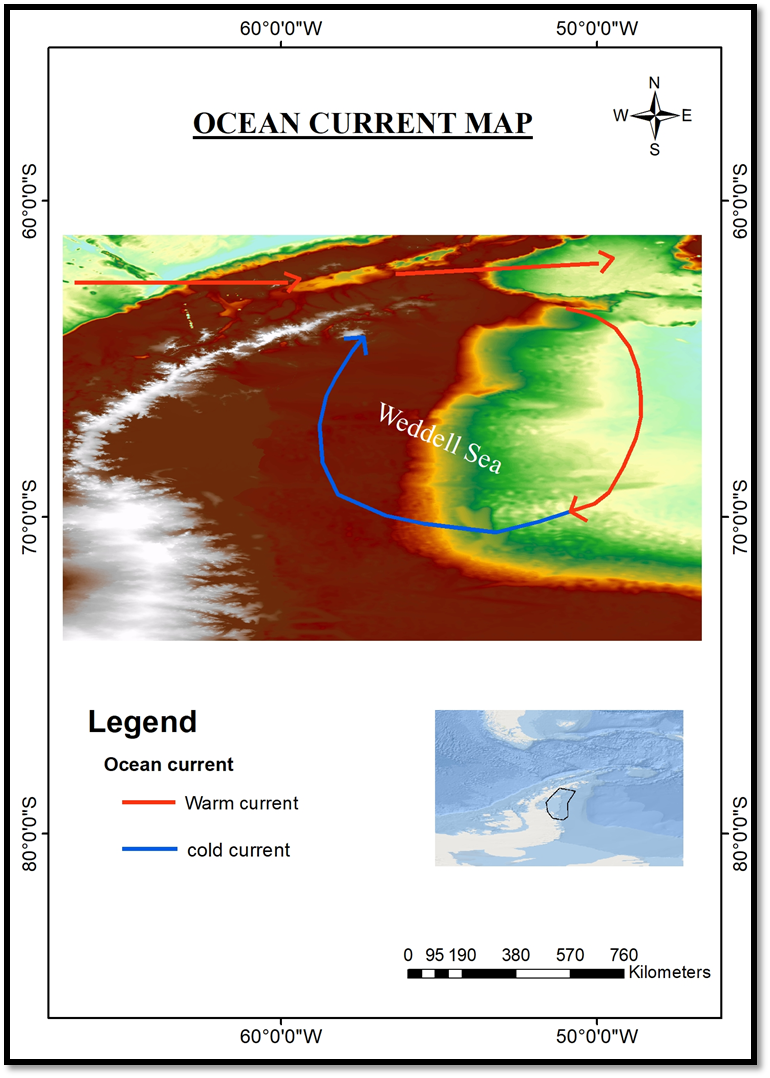 60°0'0"W 50°0'0"W
N
W E
S
OCEAN CURRENT MAP
60°0'0"S 60°0'0"S
Weddell Sea
70°0'0"S 70°0'0"S
Legend
Ocean current
Warm current
cold current
80°0'0"S 80°0'0"S
0 95 190 380 570 760
Kilometers
60°0'0"W 50°0'0"W